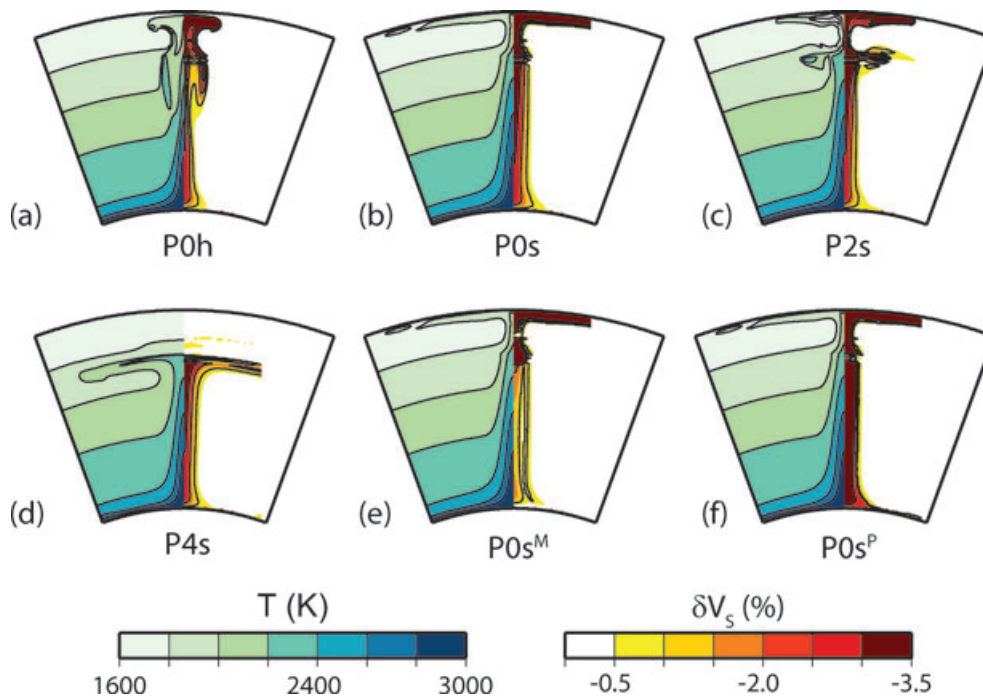 (a)
P0h
(b)
P0s
(c)
P2s
(d)
P4s
(e)
P0sᴹ
(f)
P0sᴾ
T (K)
1600 2400 3000
δVₛ (%)
-0.5 -2.0 -3.5